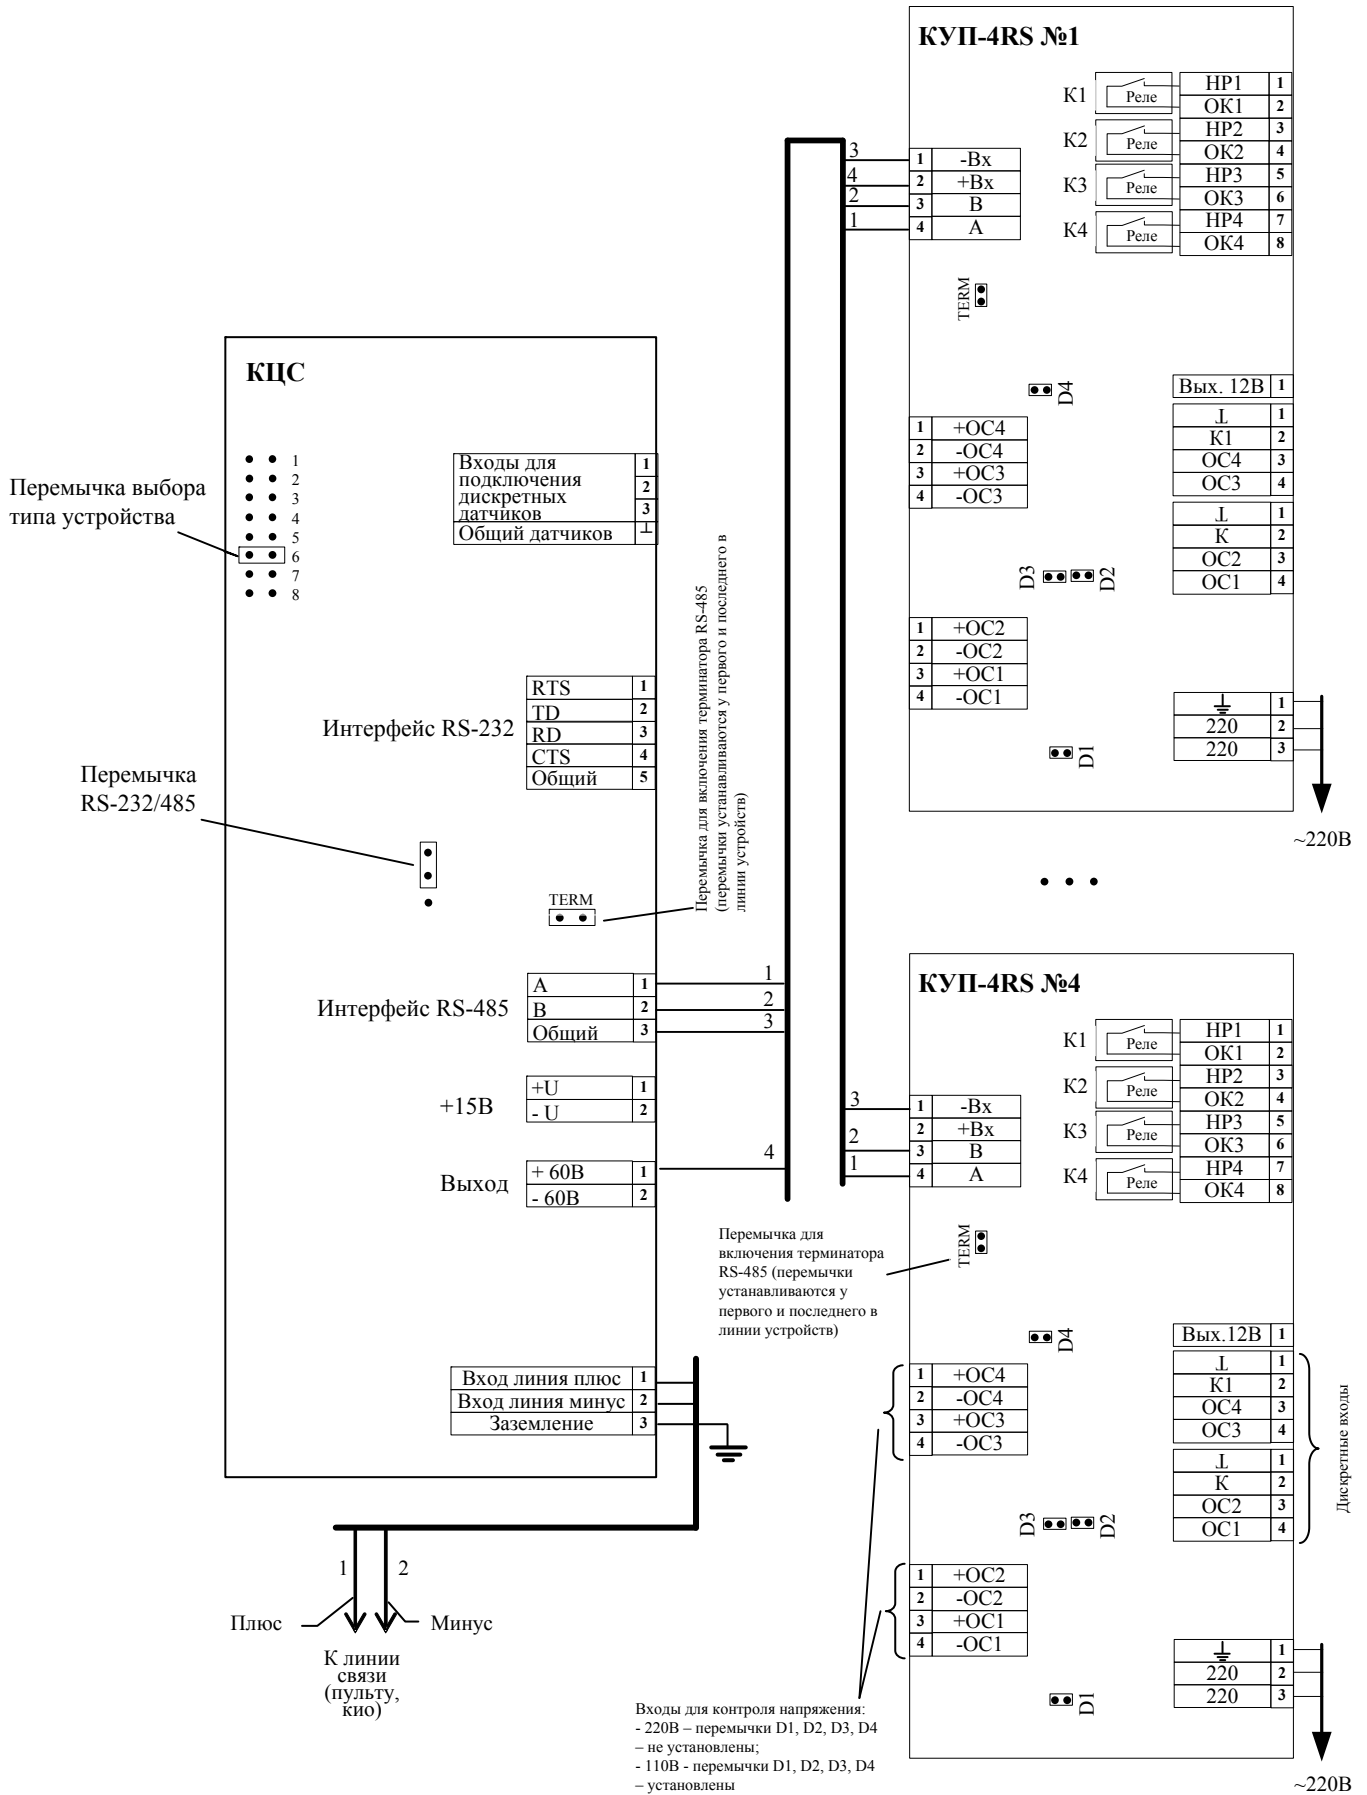 КУП-4RS №1
К1
Реле
НР1 1
ОК1 2
К2
Реле
НР2 3
ОК2 4
К3
Реле
НР3 5
ОК3 6
К4
Реле
НР4 7
ОК4 8
3
1 -Вх
4
2 +Вх
2
3 В
1
4 А
TERM
D4
Вых. 12В 1
1 +ОС4
2 -ОС4
3 +ОС3
4 -ОС3
⊥ 1
К1 2
ОС4 3
ОС3 4
⊥ 1
К 2
ОС2 3
ОС1 4
D3
D2
1 +ОС2
2 -ОС2
3 +ОС1
4 -ОС1
1
220 2
220 3
D1
~220В
• • •
КЦС
Перемычка выбора
типа устройства
1
2
3
4
5
6
7
8
Входы для
подключения
дискретных
датчиков
1
2
3
Общий датчиков ⊥
Интерфейс RS-232
RTS 1
TD 2
RD 3
CTS 4
Общий 5
Перемычка
RS-232/485
TERM
Перемычка для включения терминатора RS-485
(перемычки устанавливаются у первого и последнего в
линии устройств)
Интерфейс RS-485
А 1
В 2
Общий 3
1
2
3
+15В
+U 1
- U 2
Выход
+ 60В 1
- 60В 2
4
Вход линия плюс 1
Вход линия минус 2
Заземление 3
1
2
Плюс
Минус
К линии
связи
(пульту,
кио)
КУП-4RS №4
К1
Реле
НР1 1
ОК1 2
К2
Реле
НР2 3
ОК2 4
К3
Реле
НР3 5
ОК3 6
К4
Реле
НР4 7
ОК4 8
3
1 -Вх
2 +Вх
2
3 В
1
4 А
TERM
Перемычка для
включения терминатора
RS-485 (перемычки
устанавливаются у
первого и последнего в
линии устройств)
D4
Вых.12В 1
1 +ОС4
2 -ОС4
3 +ОС3
4 -ОС3
⊥ 1
К1 2
ОС4 3
ОС3 4
⊥ 1
К 2
ОС2 3
ОС1 4
Дискретные входы
D3
D2
1 +ОС2
2 -ОС2
3 +ОС1
4 -ОС1
1
220 2
220 3
D1
~220В
Входы для контроля напряжения:
- 220В – перемычки D1, D2, D3, D4
– не установлены;
- 110В - перемычки D1, D2, D3, D4
– установлены